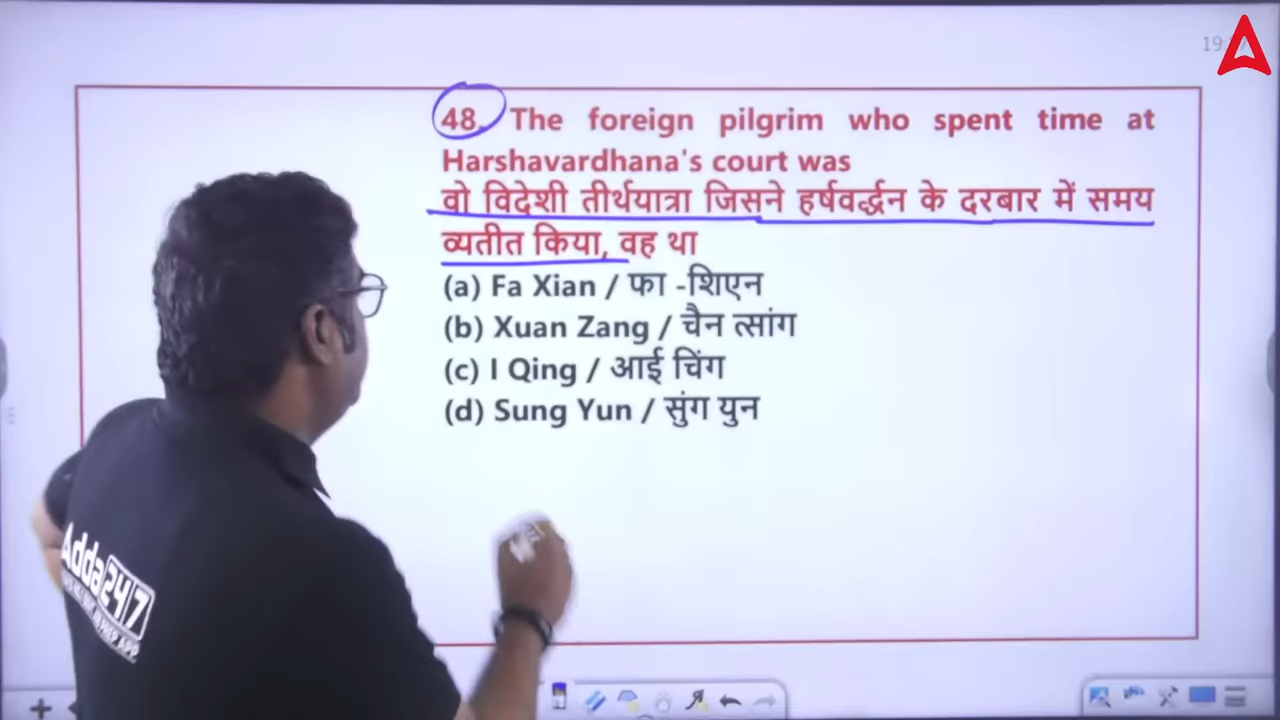 48. The foreign pilgrim who spent time at
Harshavardhana's court was
वो विदेशी तीर्थयात्रा जिसने हर्षवर्द्धन के दरबार में समय
व्यतीत किया, वह था
(a) Fa Xian / फा -शिएन
(b) Xuan Zang / चैन त्सांग
(c) I Qing / आई चिंग
(d) Sung Yun / सुंग युन
Adda247